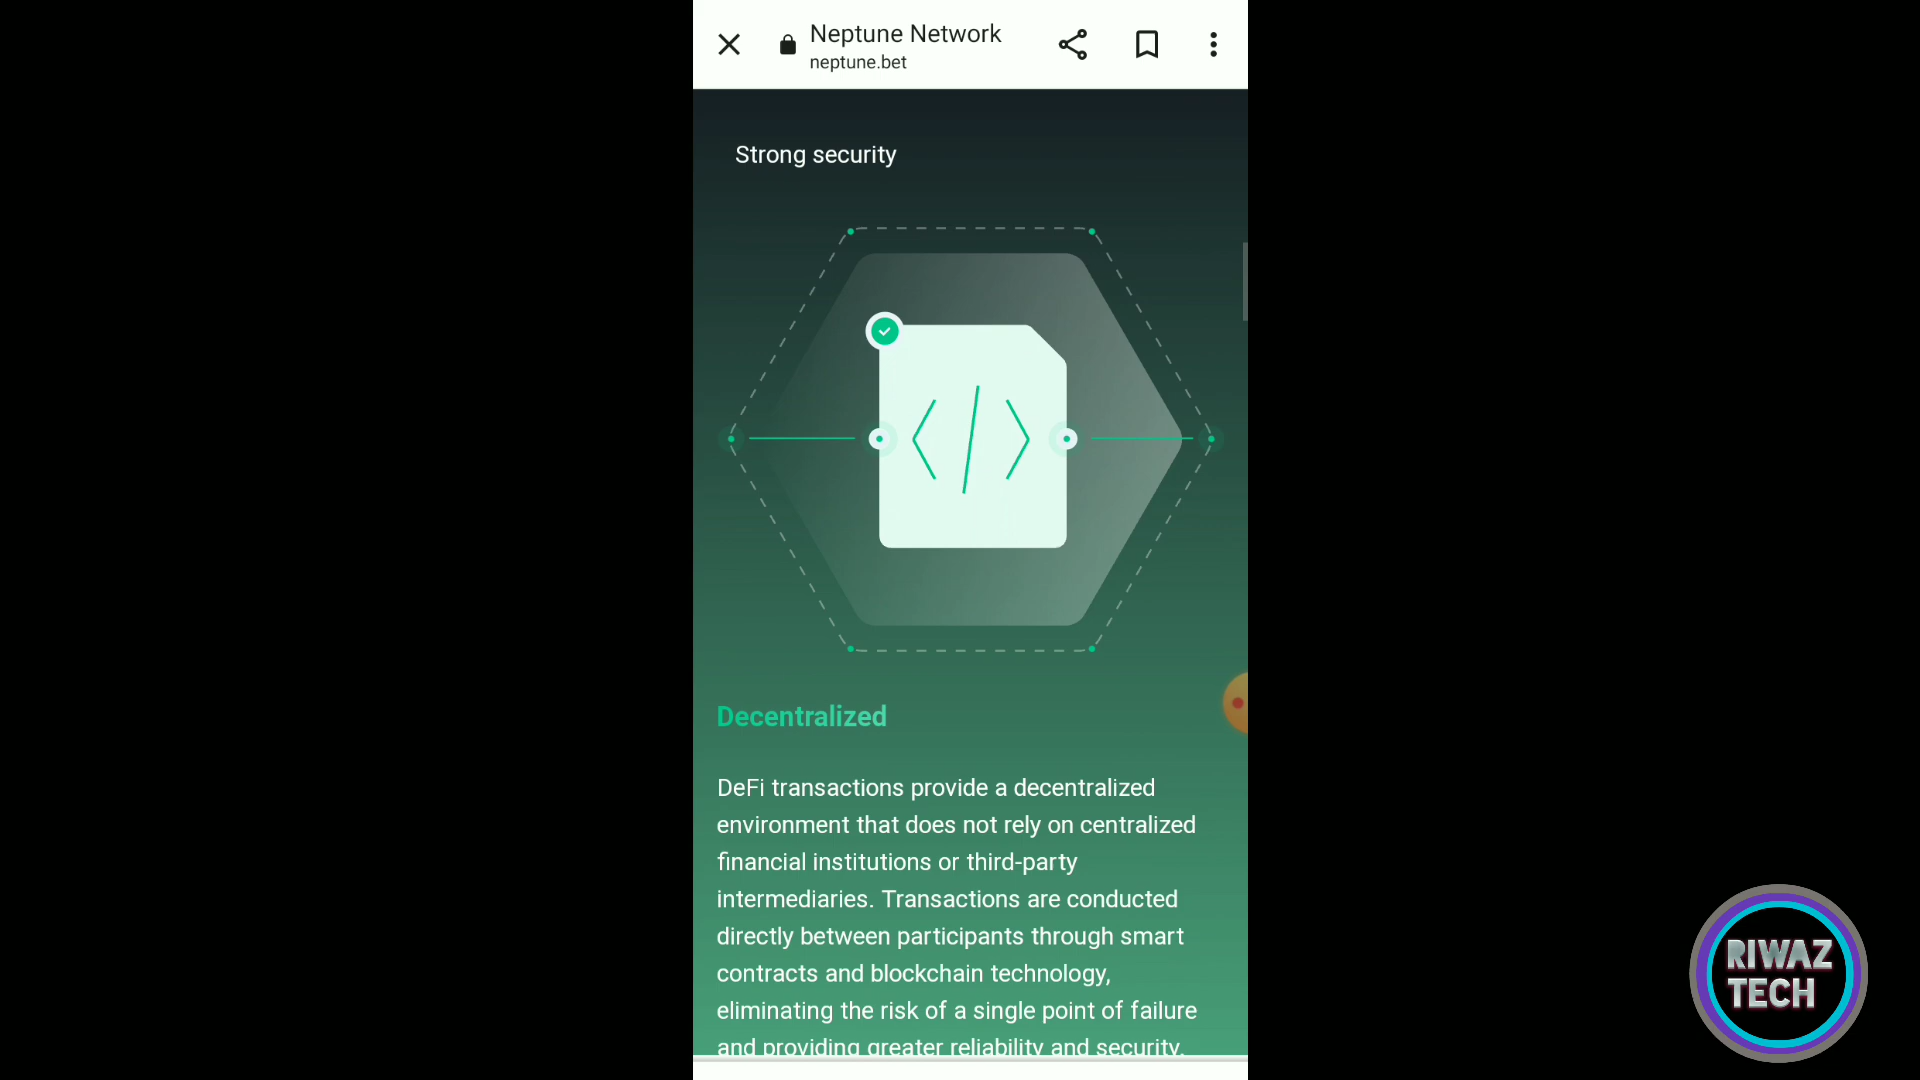 Neptune Network
neptune.bet
Strong security
Decentralized
DeFi transactions provide a decentralized
environment that does not rely on centralized
financial institutions or third-party
intermediaries. Transactions are conducted
directly between participants through smart
contracts and blockchain technology,
eliminating the risk of a single point of failure
and providing greater reliability and security.
RIWAZ
TECH